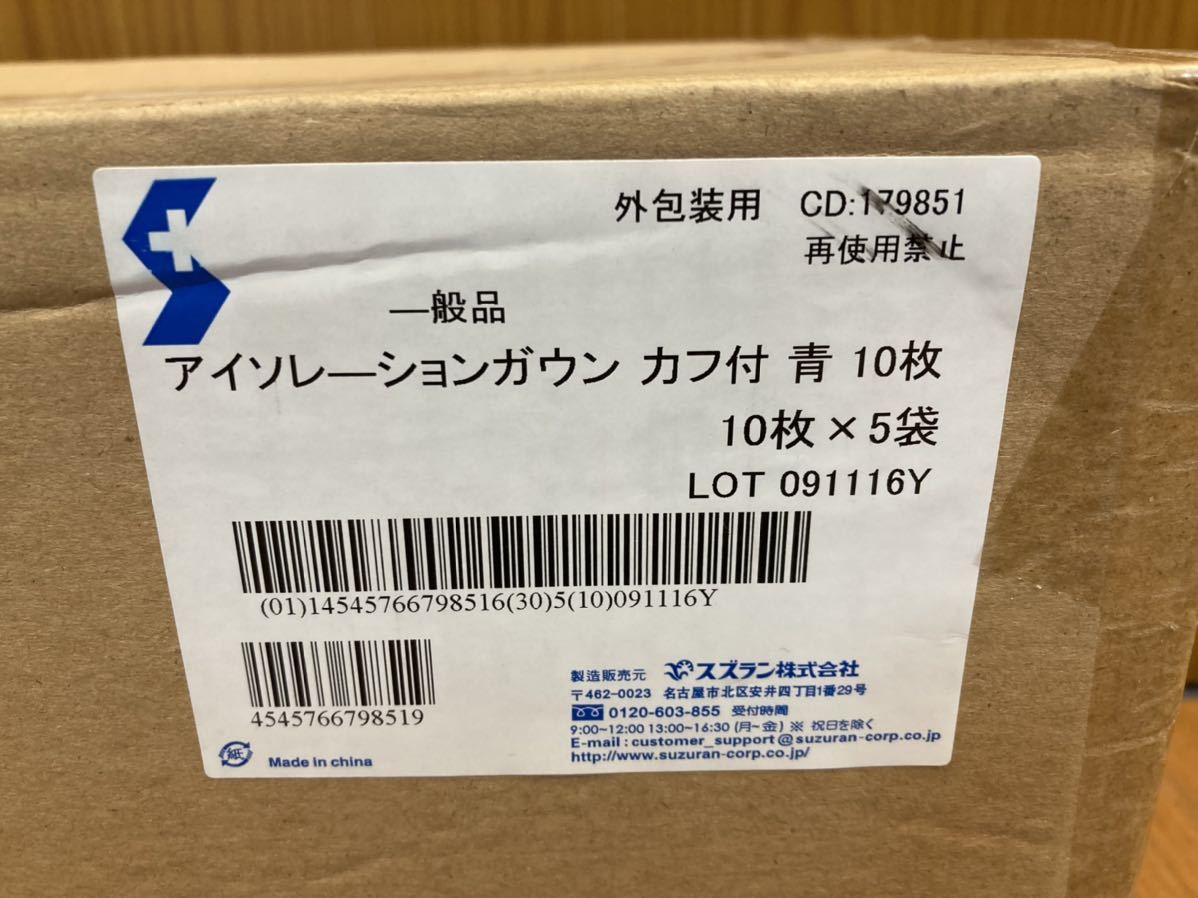 外包装用 CD:179851
再使用禁止
一般品
アイソレーションガウン カフ付 青 10枚
10枚×5袋
LOT 091116Y
(01)14545766798516(30)5(10)091116Y
4545766798519
紙
Made in china
製造販売元 スズラン株式会社
〒462-0023 名古屋市北区安井四丁目1番29号
0120-603-855 受付時間
9:00~12:00 13:00~16:30 (月~金) ※ 祝日を除く
E-mail : customer_support@suzuran-corp.co.jp
http://www.suzuran-corp.co.jp/